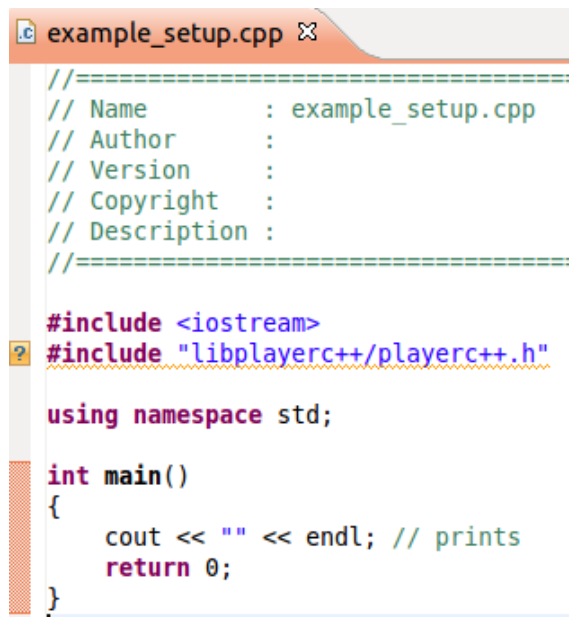 example_setup.cpp
//===================================
// Name : example_setup.cpp
// Author :
// Version :
// Copyright :
// Description :
//===================================
#include <iostream>
#include "libplayerc++/playerc++.h"
using namespace std;
int main()
{
cout << "" << endl; // prints
return 0;
}